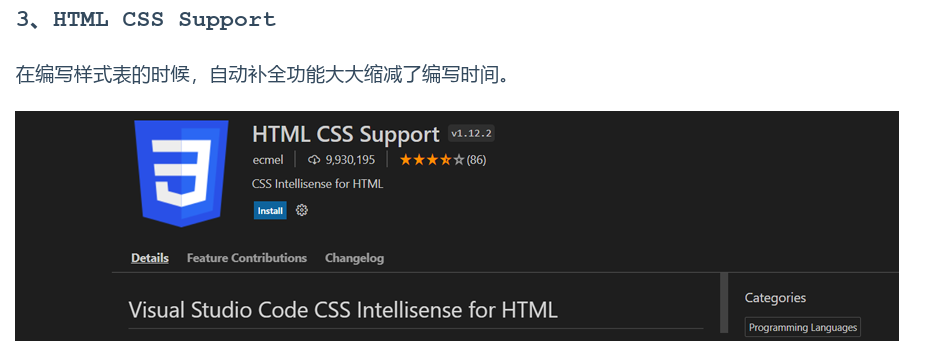 3、HTML CSS Support
在编写样式表的时候，自动补全功能大大缩减了编写时间。
HTML CSS Support v1.12.2
ecmel 9,930,195 (86)
CSS Intellisense for HTML
Install
Details Feature Contributions Changelog
Visual Studio Code CSS Intellisense for HTML
Categories
Programming Languages